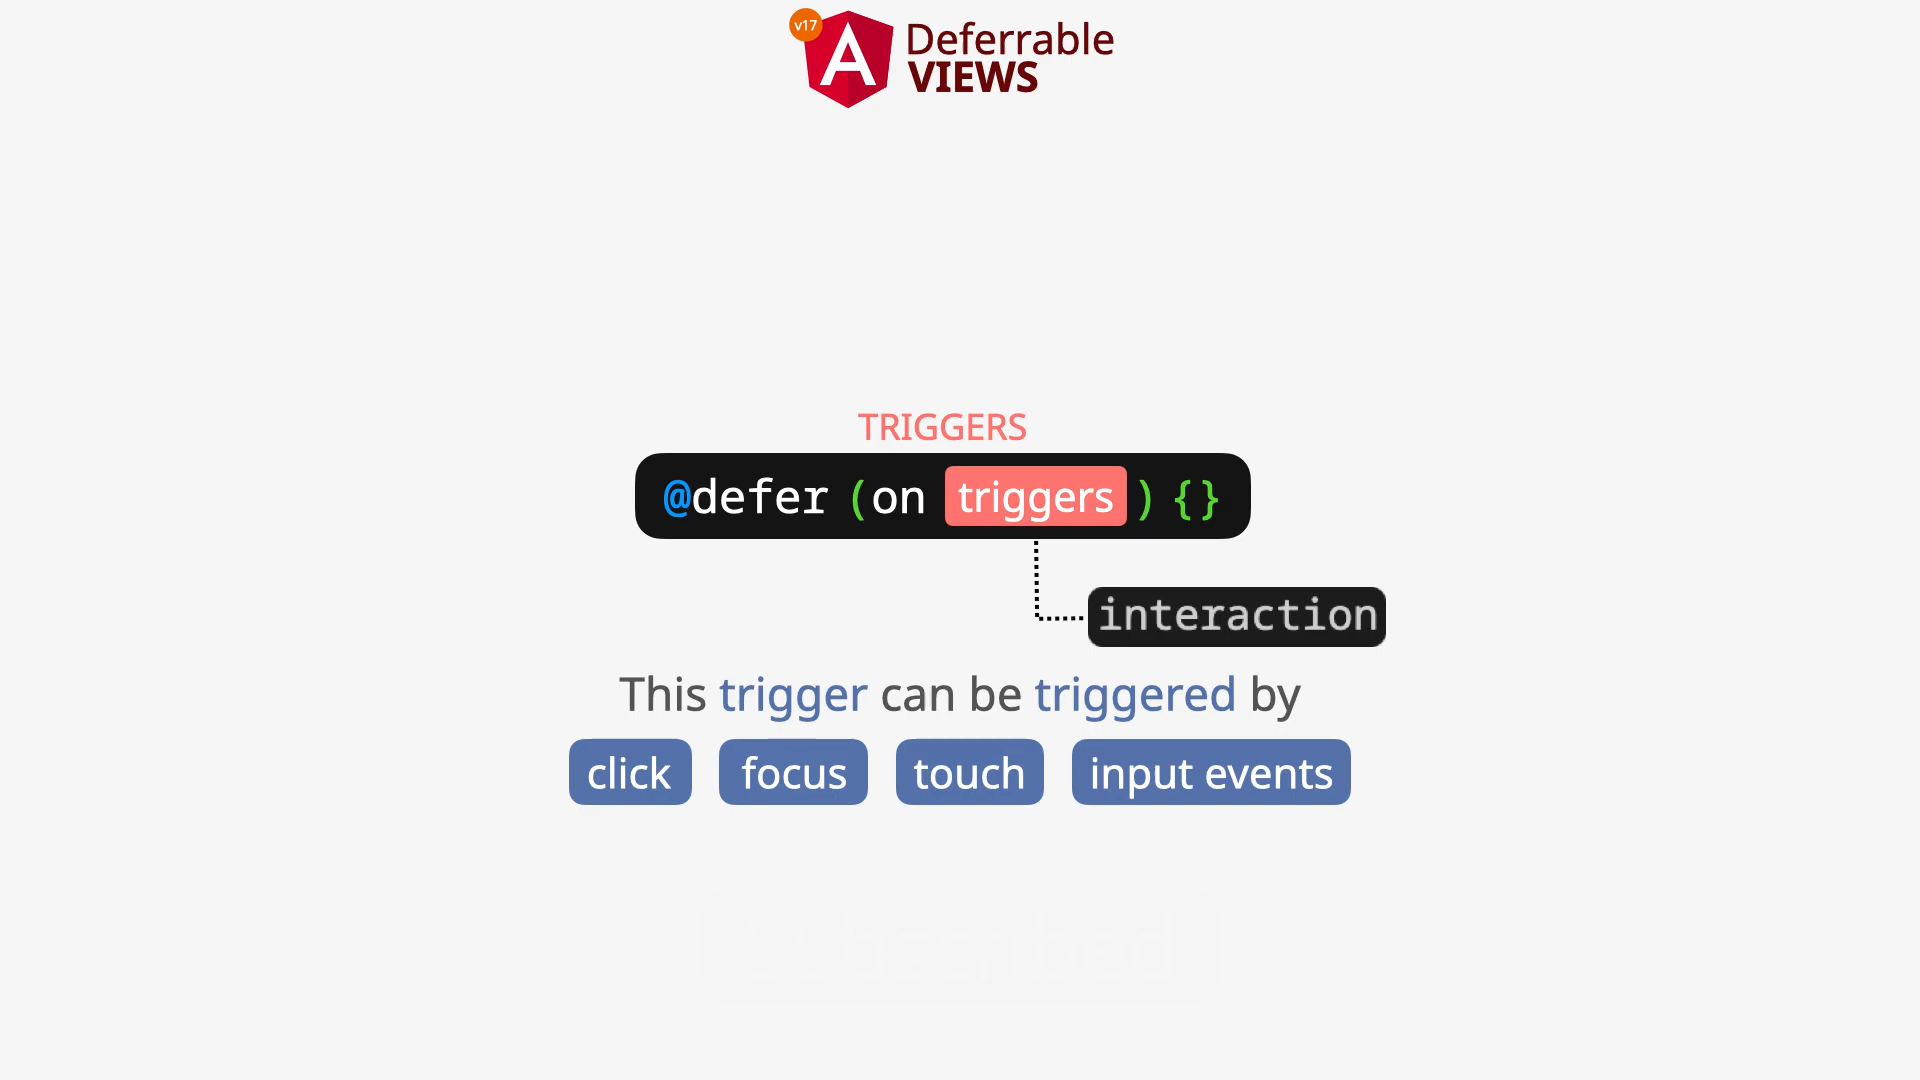 v17
Deferrable
VIEWS
TRIGGERS
@defer (on triggers ) {}
interaction
This trigger can be triggered by
click focus touch input events
Subscribed